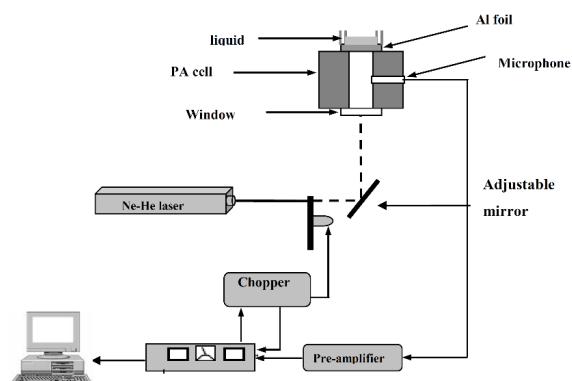 Al foil
liquid
Microphone
PA cell
Window
Adjustable
mirror
Ne-He laser
Chopper
Pre-amplifier